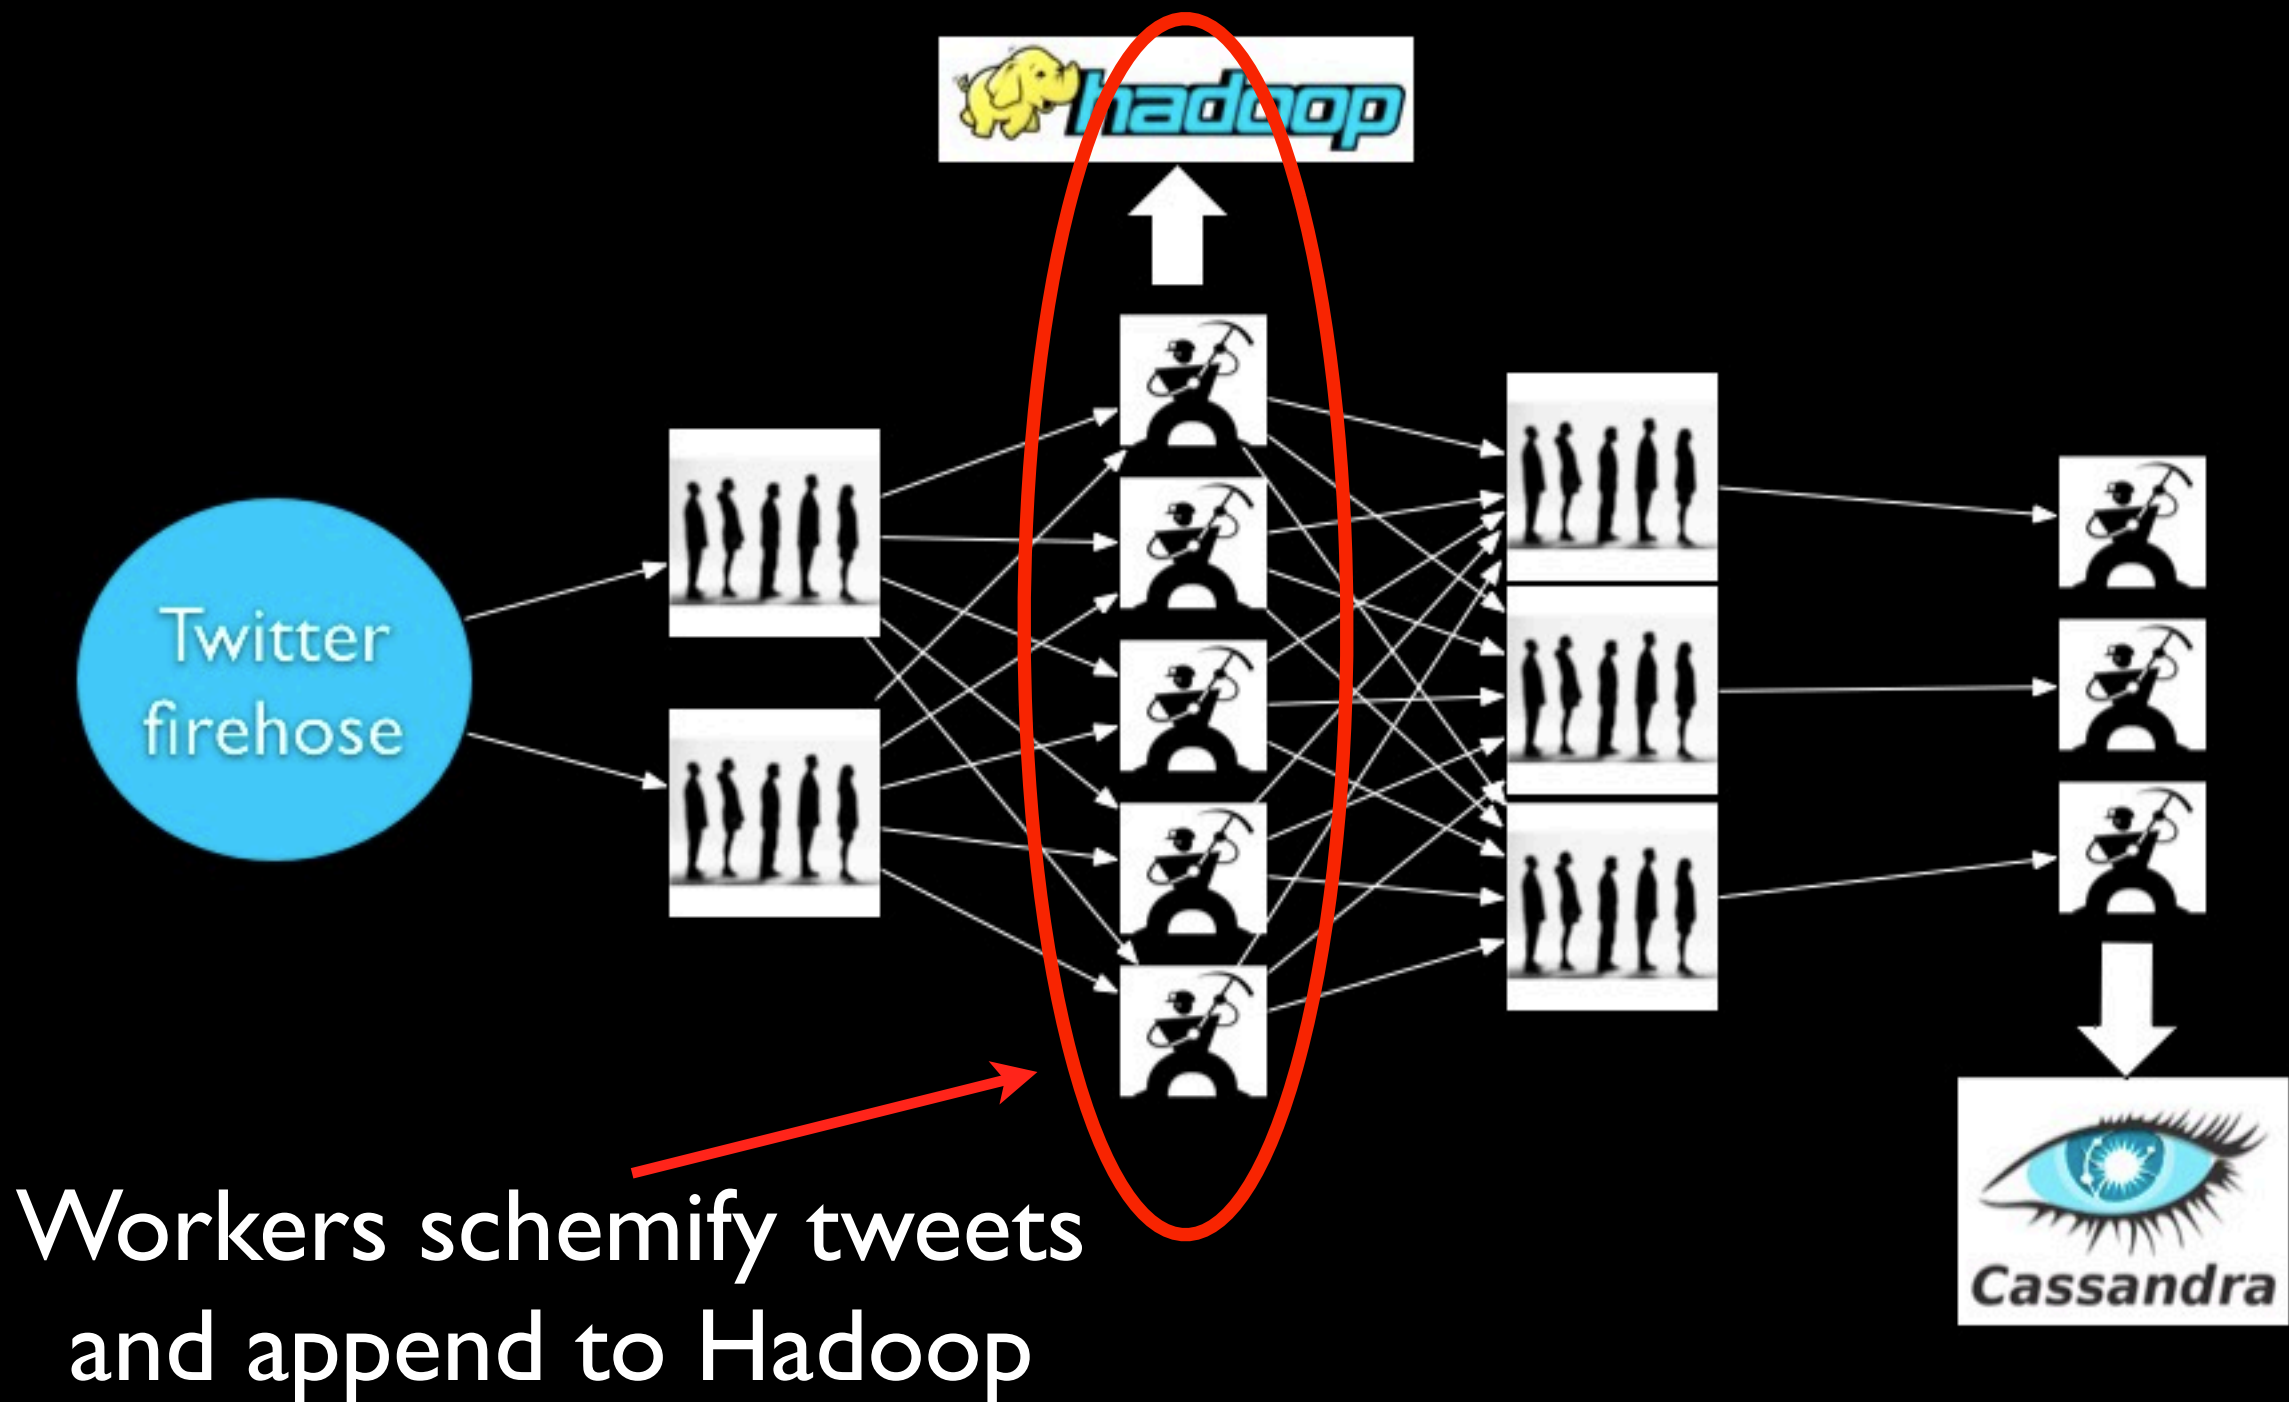 hadoop
Twitter
firehose
Workers schemify tweets
and append to Hadoop
Cassandra